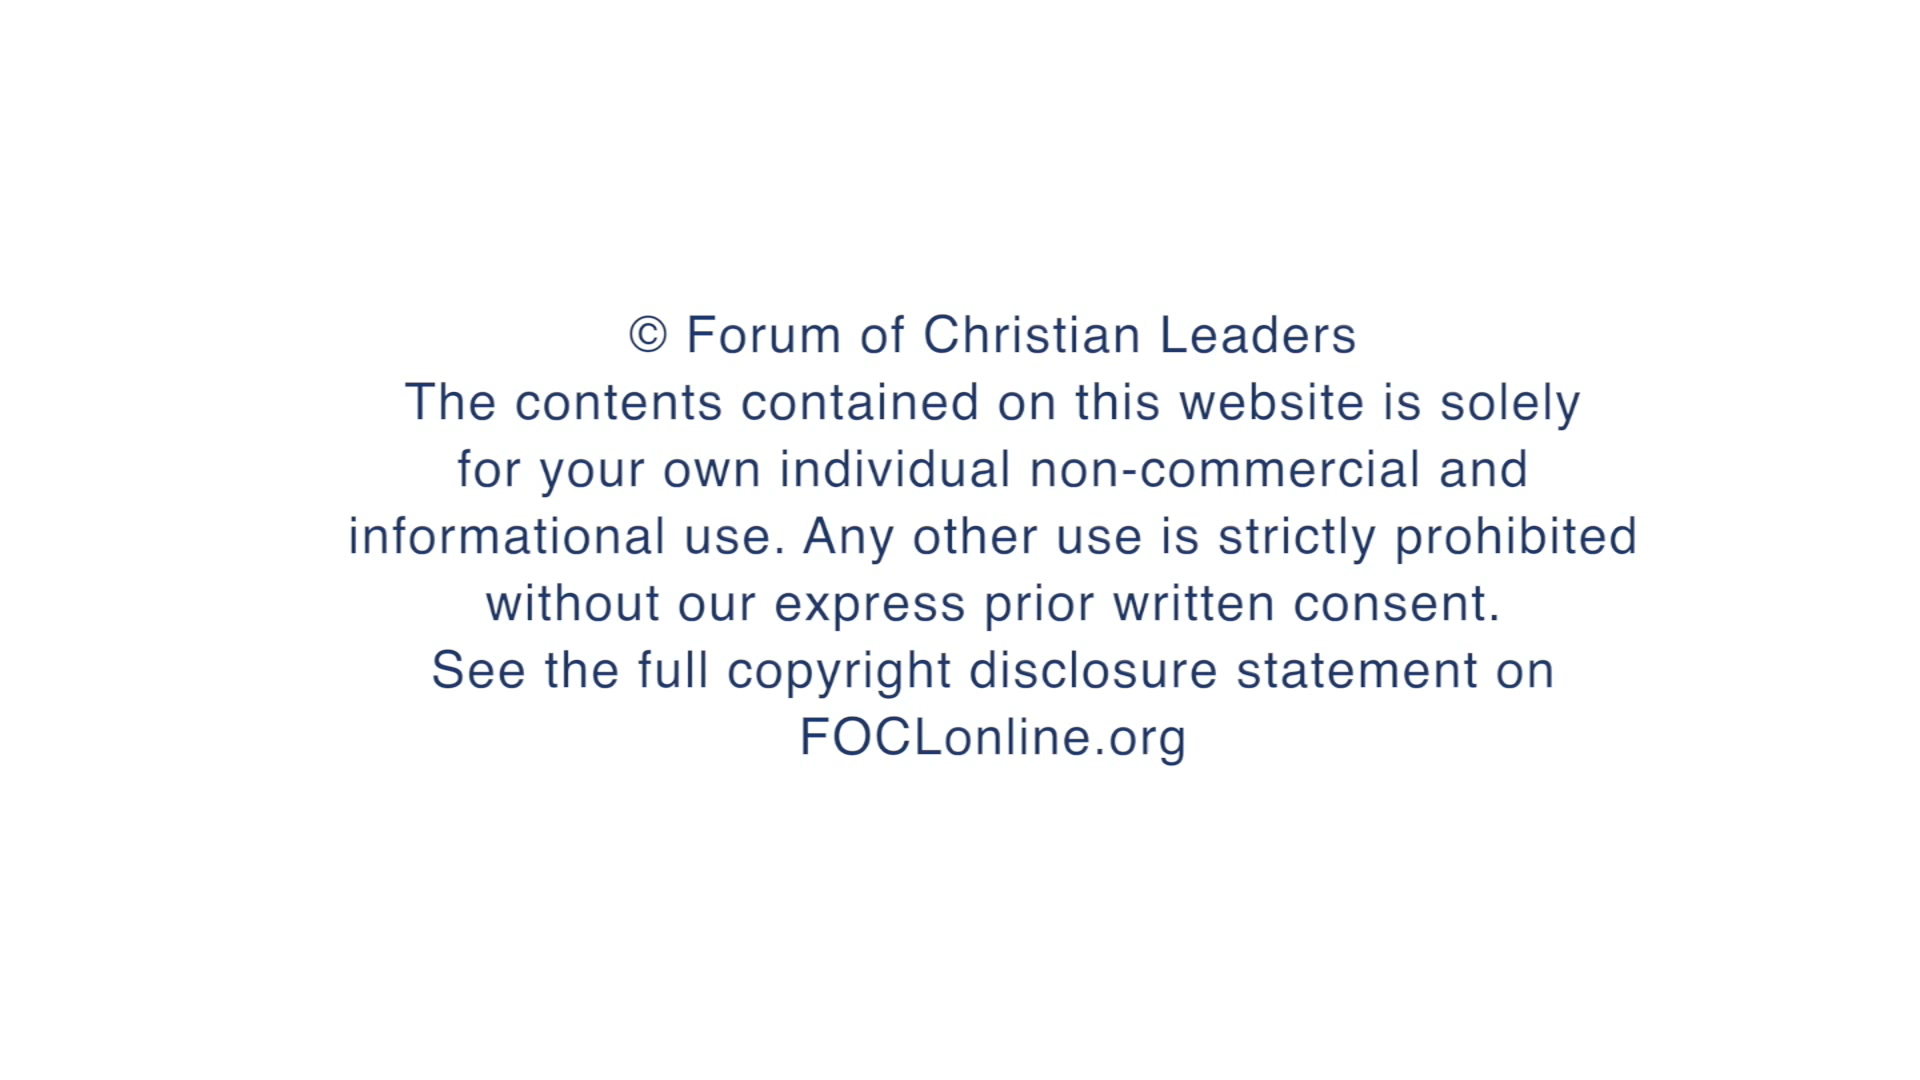 © Forum of Christian Leaders
The contents contained on this website is solely
for your own individual non-commercial and
informational use. Any other use is strictly prohibited
without our express prior written consent.
See the full copyright disclosure statement on
FOCLonline.org